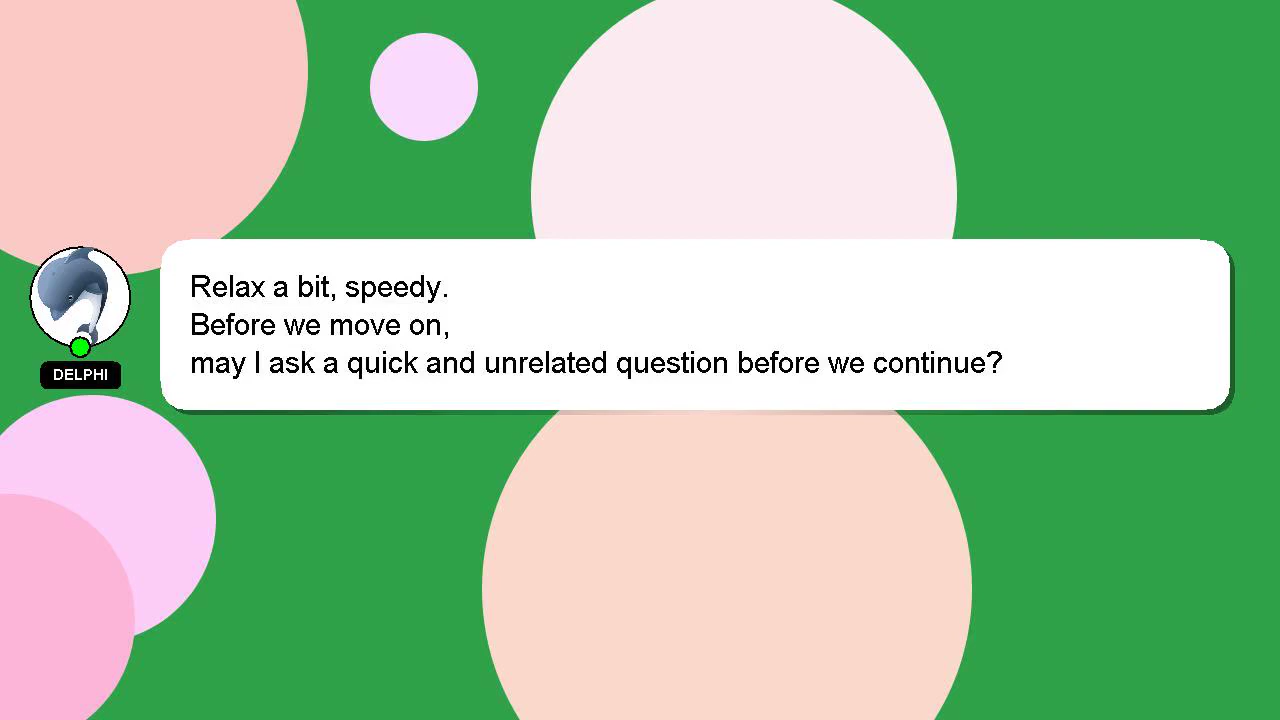 Relax a bit, speedy.
Before we move on,
may I ask a quick and unrelated question before we continue?
DELPHI